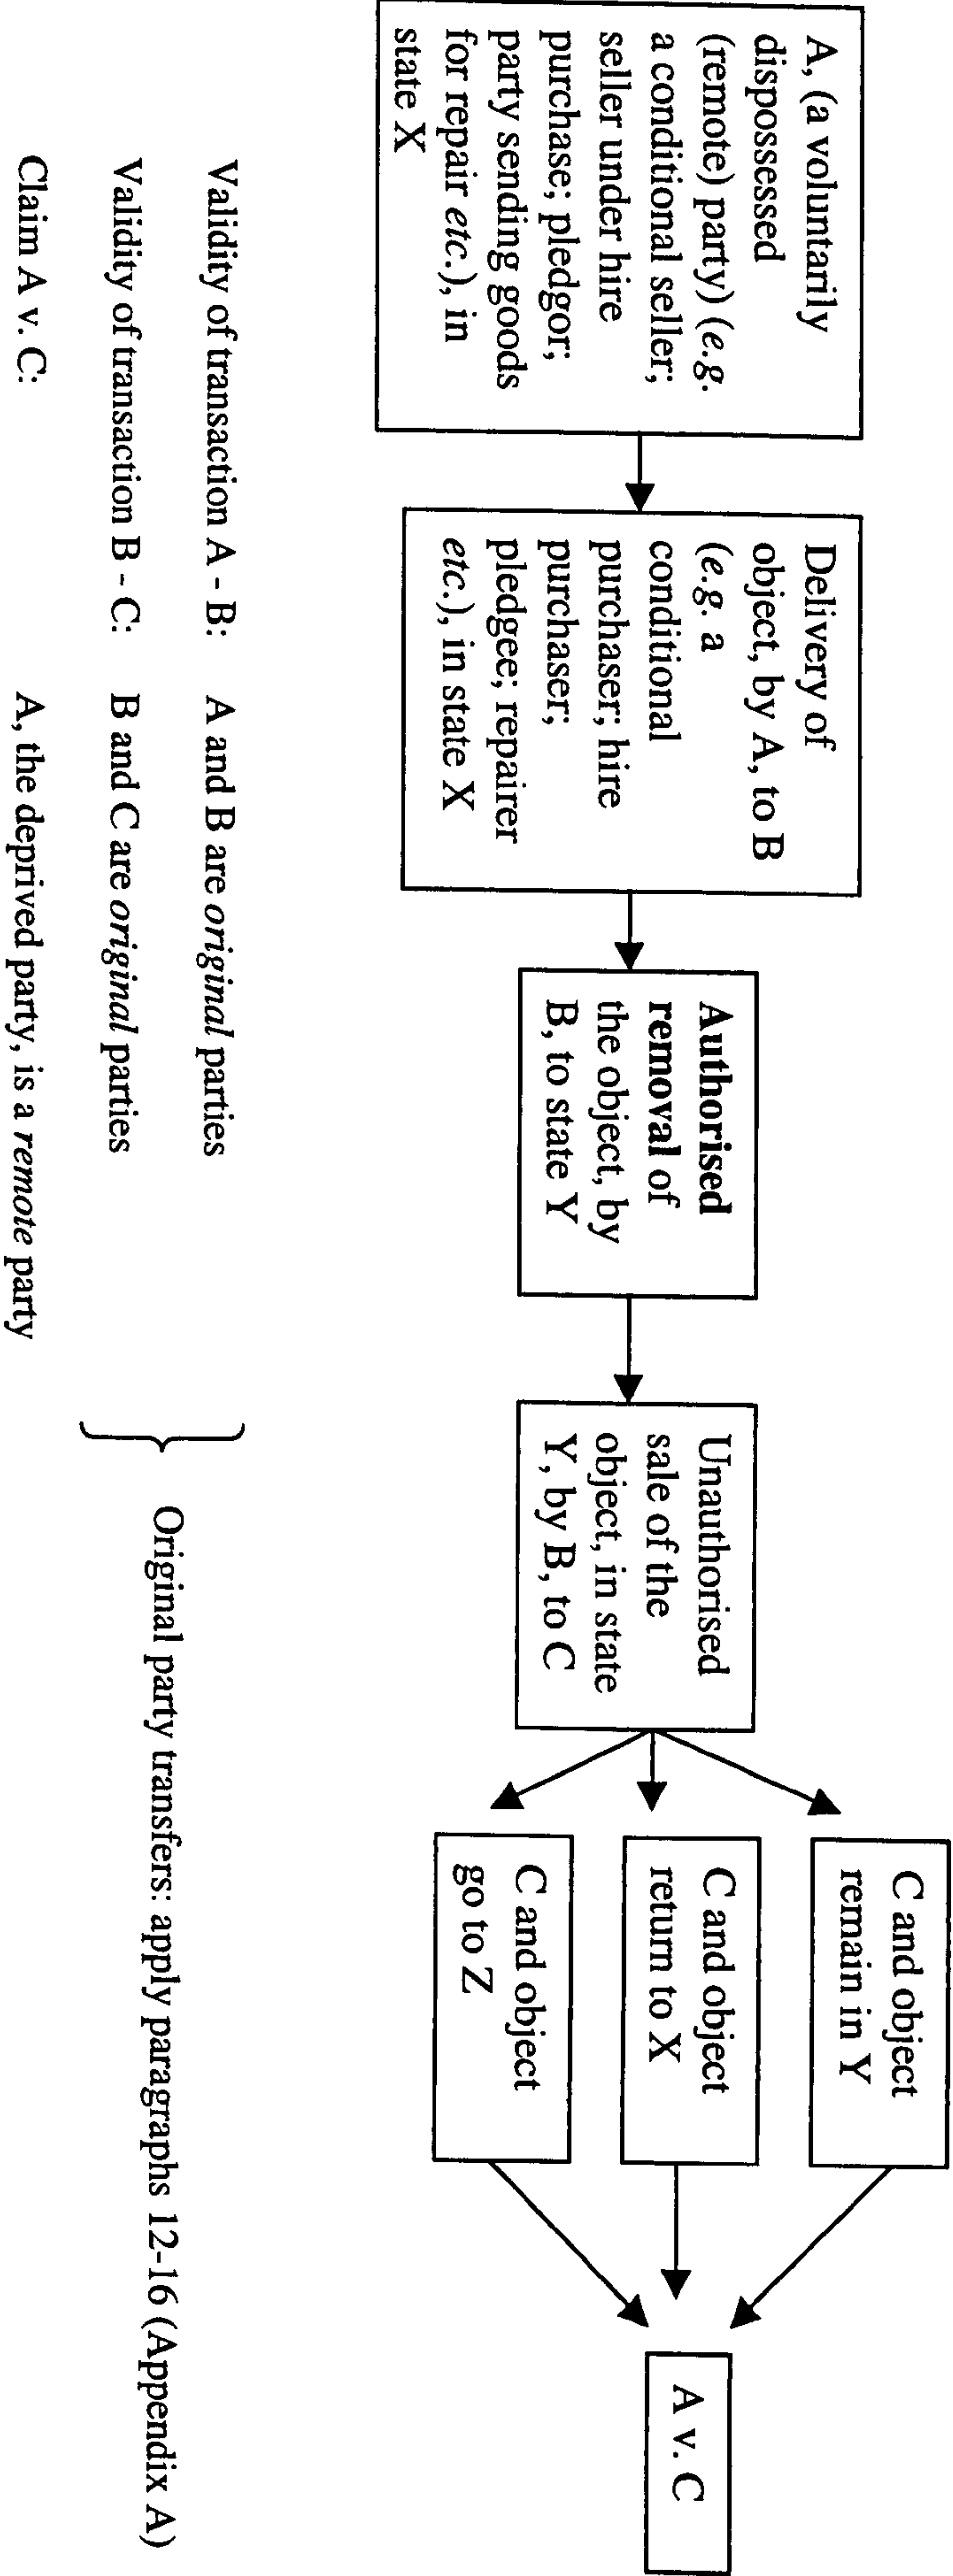 A, (a voluntarily
dispossessed
(remote) party) (e.g.
a conditional seller;
seller under hire
purchase; pledgor;
party sending goods
for repair etc.), in
state X
Delivery of
object, by A, to B
(e.g. a
conditional
purchaser; hire
purchaser;
pledgee; repairer
etc.), in state X
Authorised
removal of
the object, by
B, to state Y
Unauthorised
sale of the
object, in state
Y, by B, to C
C and object
remain in Y
C and object
return to X
C and object
go to Z
A v. C
Validity of transaction A - B: A and B are original parties
Validity of transaction B - C: B and C are original parties
Original party transfers: apply paragraphs 12-16 (Appendix A)
Claim A v. C: A, the deprived party, is a remote party